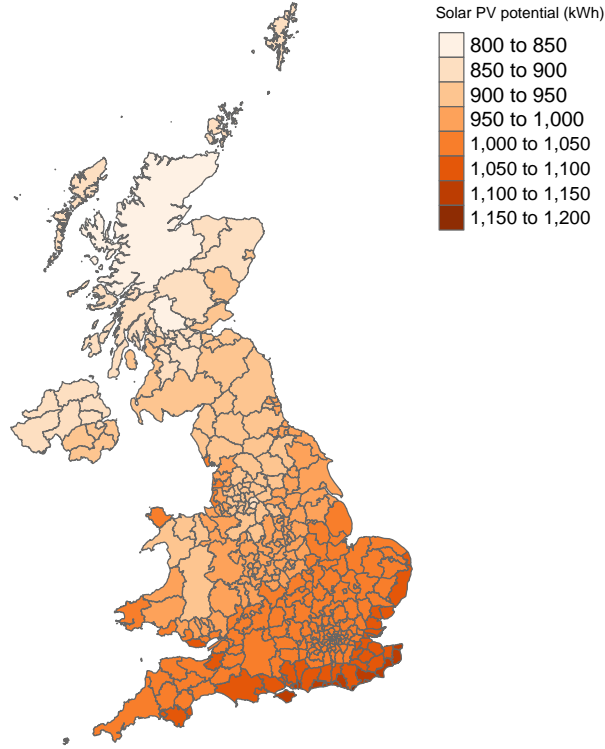 Solar PV potential (kWh)
800 to 850
850 to 900
900 to 950
950 to 1,000
1,000 to 1,050
1,050 to 1,100
1,100 to 1,150
1,150 to 1,200